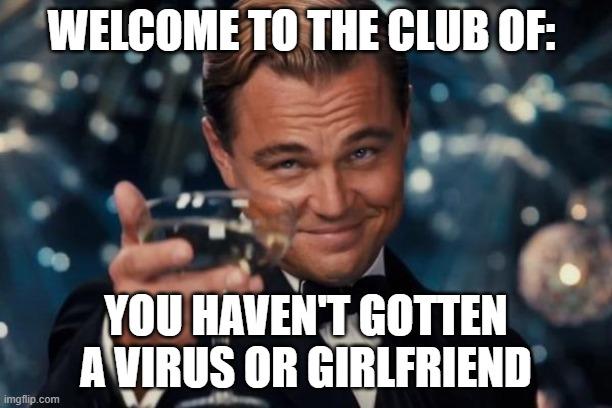 WELCOME TO THE CLUB OF:
YOU HAVEN'T GOTTEN
A VIRUS OR GIRLFRIEND
imgflip.com